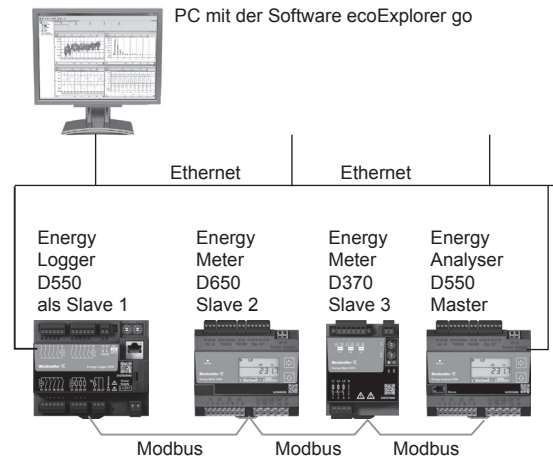 PC mit der Software ecoExplorer go
Ethernet
Ethernet
Energy
Logger
D550
als Slave 1
Energy
Meter
D650
Slave 2
Energy
Meter
D370
Slave 3
Energy
Analyser
D550
Master
Modbus
Modbus
Modbus